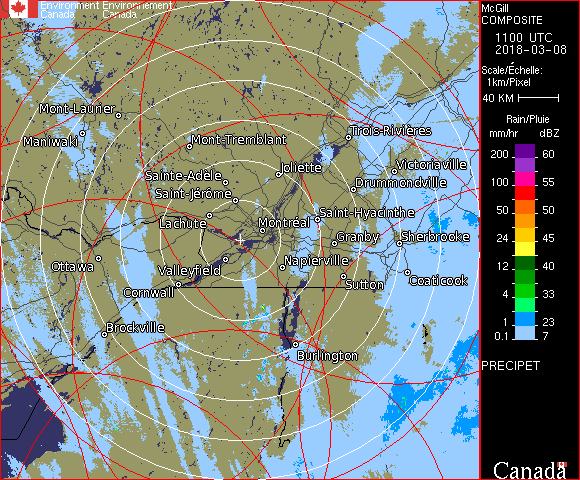 Environment Environnement
Canada Canada
McGill
COMPOSITE
1100 UTC
2018-03-08
Scale/Échelle:
1km/Pixel
40 KM
Rain/Pluie
mm/hr dBZ
200 60
100 55
50 50
24 45
12 40
4 33
1 23
0.1 7
PRECIPET
Canada
Mont-Laurier
Maniwaki
Mont-Tremblant
Trois-Rivières
Sainte-Adèle
Joliette
Victoriaville
Drummondville
Saint-Jérôme
Lachute
Saint-Hyacinthe
Montréal
Granby
Sherbrooke
Ottawa
Valleyfield
Napierville
Cornwall
Sutton
Coaticook
Brockville
Burlington